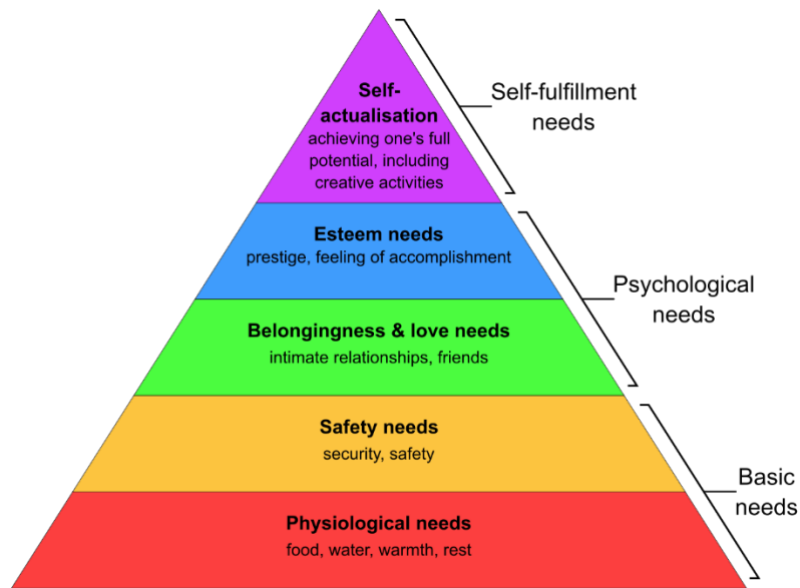 Self-
actualisation
achieving one's full
potential, including
creative activities
Self-fulfillment
needs
Esteem needs
prestige, feeling of accomplishment
Psychological
needs
Belongingness & love needs
intimate relationships, friends
Safety needs
security, safety
Basic
needs
Physiological needs
food, water, warmth, rest